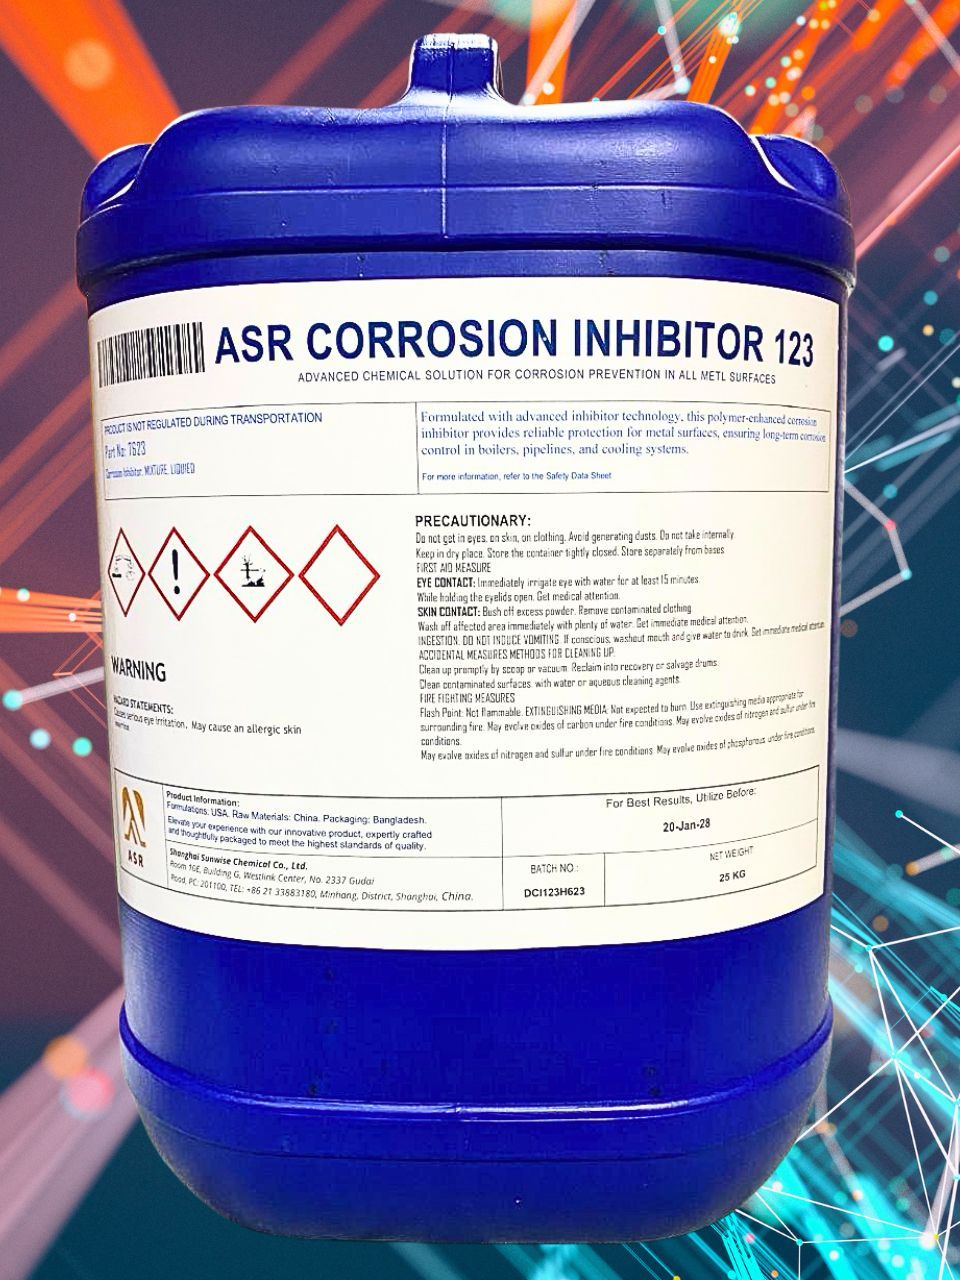 ASR CORROSION INHIBITOR 123
ADVANCED CHEMICAL SOLUTION FOR CORROSION PREVENTION IN ALL METL SURFACES
PRODUCT IS NOT REGULATED DURING TRANSPORTATION
Part No: 7623
Corrosion Inhibitor, MIXTURE, LIQUIED
Formulated with advanced inhibitor technology, this polymer-enhanced corrosion
inhibitor provides reliable protection for metal surfaces, ensuring long-term corrosion
control in boilers, pipelines, and cooling systems.
For more information, refer to the Safety Data Sheet
WARNING
HAZARD STATEMENTS:
Causes serious eye irritation, May cause an allergic skin
PRECAUTIONARY:
Do not get in eyes, on skin, on clothing. Avoid generating dusts. Do not take internally.
Keep in dry place. Store the container tightly closed. Store separately from bases.
FIRST AID MEASURE
EYE CONTACT: Immediately irrigate eye with water for at least 15 minutes.
While holding the eyelids open. Get medical attention.
SKIN CONTACT: Bush off excess powder. Remove contaminated clothing
Wash off affected area immediately with plenty of water. Get immediate medical attention.
INGESTION, DO NOT INDUCE VOMITING. If conscious, washout mouth and give water to drink. Get immediate medical attention.
ACCIDENTAL MEASURES METHODS FOR CLEANING UP.
Clean up promptly by scoop or vacuum. Reclaim into recovery or salvage drums.
Clean contaminated surfaces with water or aqueous cleaning agents.
FIRE FIGHTING MEASURES
Flash Point: Not flammable. EXTINGUISHING MEDIA: Not expected to burn. Use extinguishing media appropriate for
surrounding fire. May evolve oxides of carbon under fire conditions. May evolve oxides of nitrogen and sulfur under fire
conditions.
May evolve oxides of nitrogen and sulfur under fire conditions. May evolve oxides of phosphorous under fire conditions.
ASR
Product Information:
Formulations: USA. Raw Materials: China. Packaging: Bangladesh.
Elevate your experience with our innovative product, expertly crafted
and thoughtfully packaged to meet the highest standards of quality.
Shanghai Sunwise Chemical Co., Ltd.
Room 16E, Building G, Westlink Center, No. 2337 Gudai
Road, PC: 201100, TEL: +86 21 33883180, Minhang, District, Shanghai, China.
For Best Results, Utilize Before:
20-Jan-28
BATCH NO :
DCI123H623
NET WEIGHT
25 KG